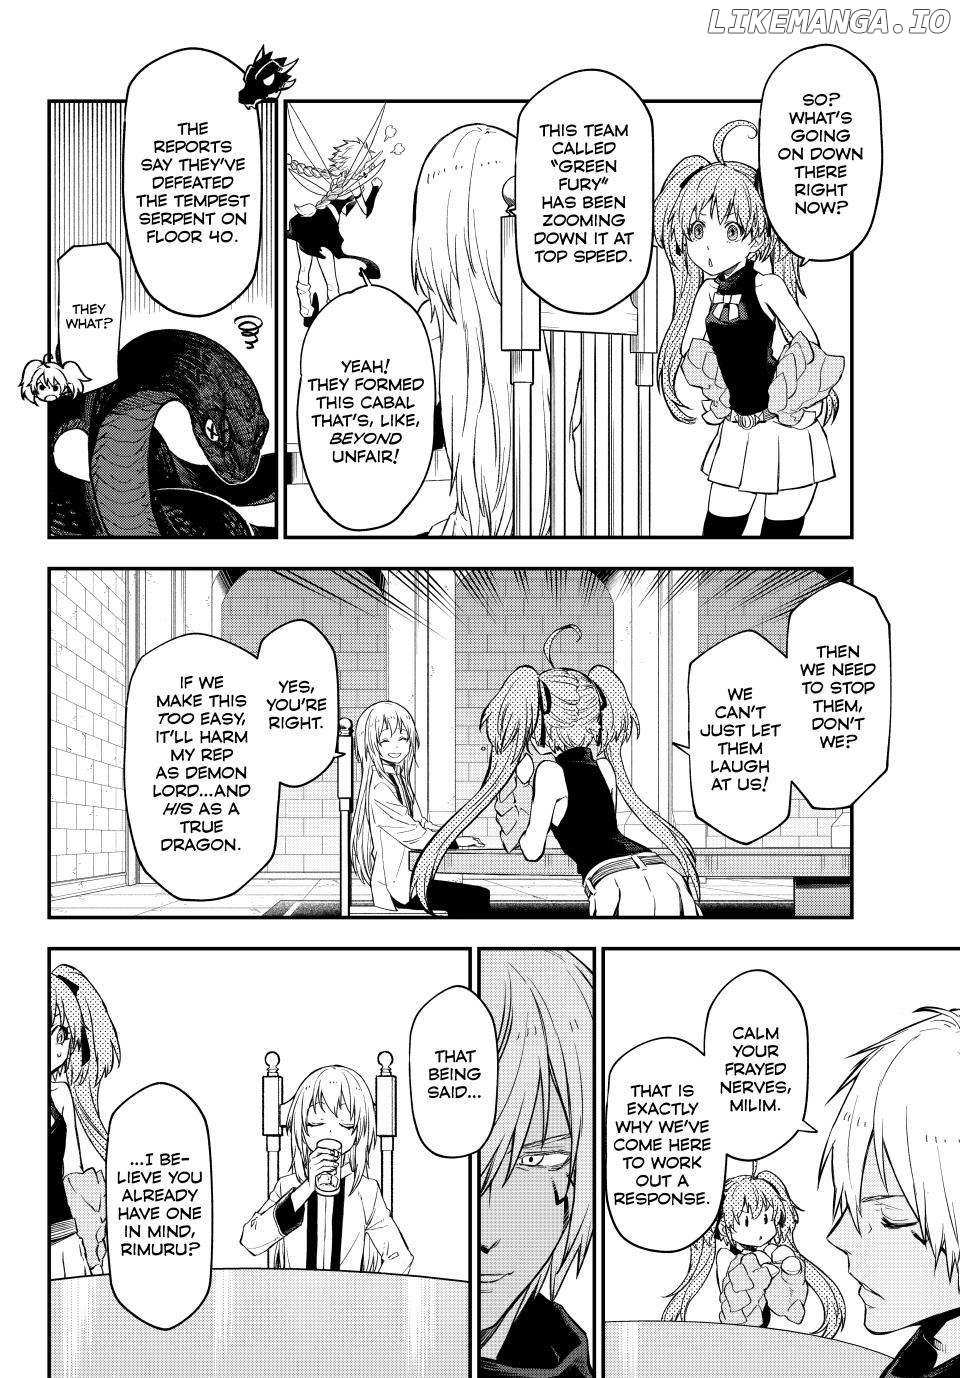 LIKEMANGA.IO
SO?
WHAT'S
GOING
ON DOWN
THERE
RIGHT
NOW?
THIS TEAM
CALLED
"GREEN
FURY"
HAS BEEN
ZOOMING
DOWN IT AT
TOP SPEED.
YEAH!
THEY FORMED
THIS CABAL
THAT'S, LIKE,
BEYOND
UNFAIR!
THE
REPORTS
SAY THEY'VE
DEFEATED
THE TEMPEST
SERPENT ON
FLOOR 40.
THEY
WHAT?
THEN
WE NEED
TO STOP
THEM,
DON'T
WE?
WE
CAN'T
JUST LET
THEM
LAUGH
AT US!
YES,
YOU'RE
RIGHT.
IF WE
MAKE THIS
TOO EASY,
IT'LL HARM
MY REP
AS DEMON
LORD...AND
HIS AS A
TRUE
DRAGON.
CALM
YOUR
FRAYED
NERVES,
MILIM.
THAT IS
EXACTLY
WHY WE'VE
COME HERE
TO WORK
OUT A
RESPONSE.
THAT
BEING
SAID...
...I BE-
LIEVE YOU
ALREADY
HAVE ONE
IN MIND,
RIMURU?